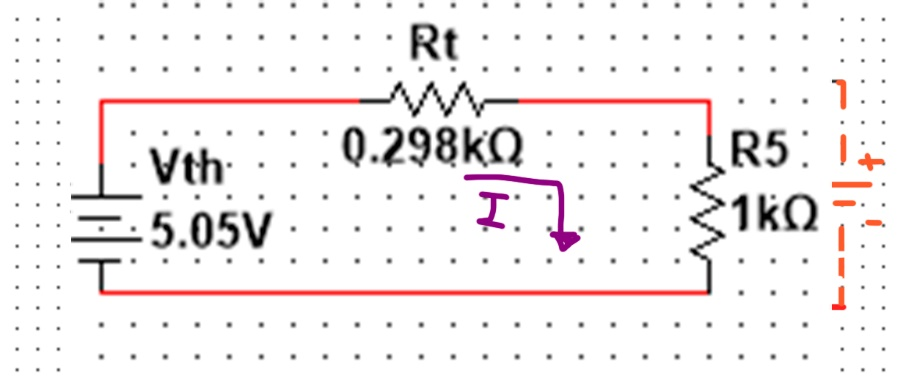 Rt
0.298kΩ
Vth
5.05V
I
R5
1kΩ
+
-